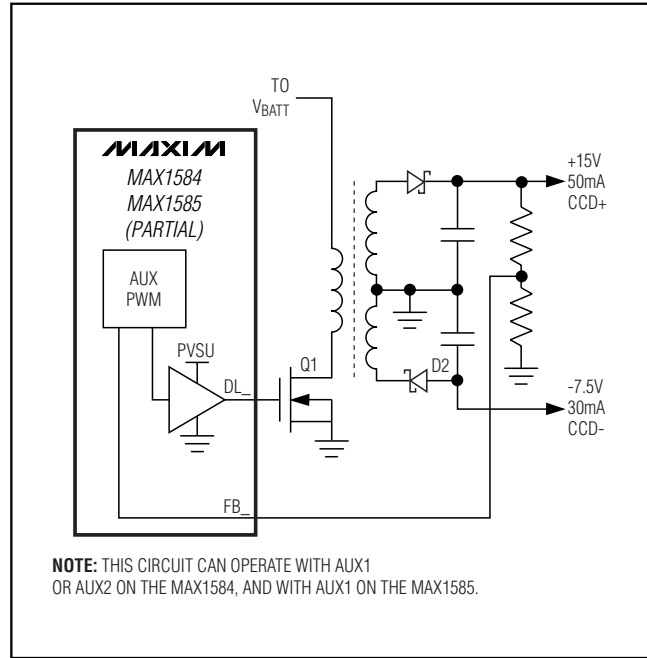 TO
VBATT
MAXIM
MAX1584
MAX1585
(PARTIAL)
AUX
PWM
PVSU
DL_
Q1
FB_
D2
+15V
50mA
CCD+
-7.5V
30mA
CCD-
NOTE: THIS CIRCUIT CAN OPERATE WITH AUX1
OR AUX2 ON THE MAX1584, AND WITH AUX1 ON THE MAX1585.